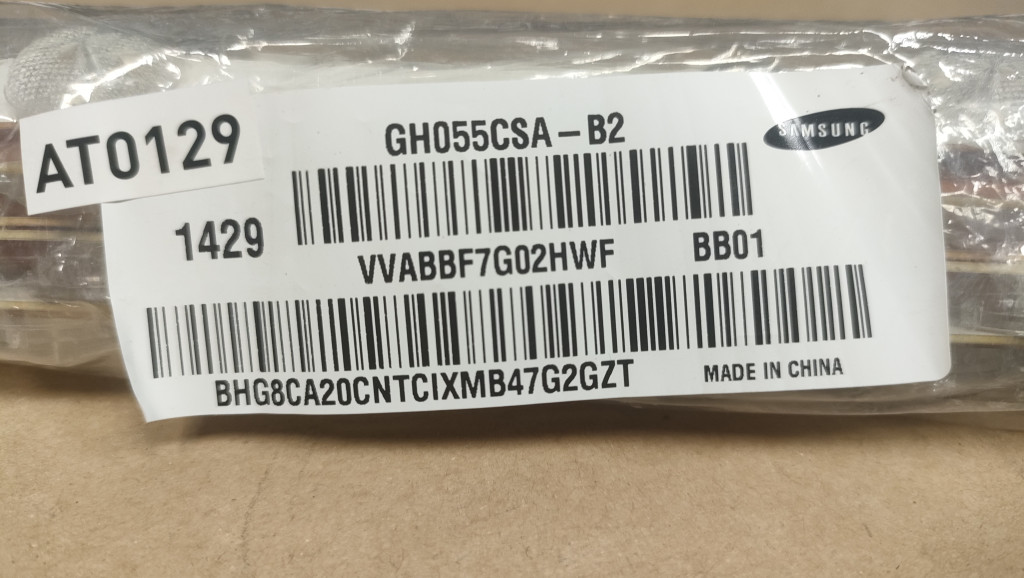 AT0129
GH055CSA-B2
SAMSUNG
1429
VVABBF7G02HWF
BB01
BHG8CA20CNTCIXMB47G2GZT
MADE IN CHINA